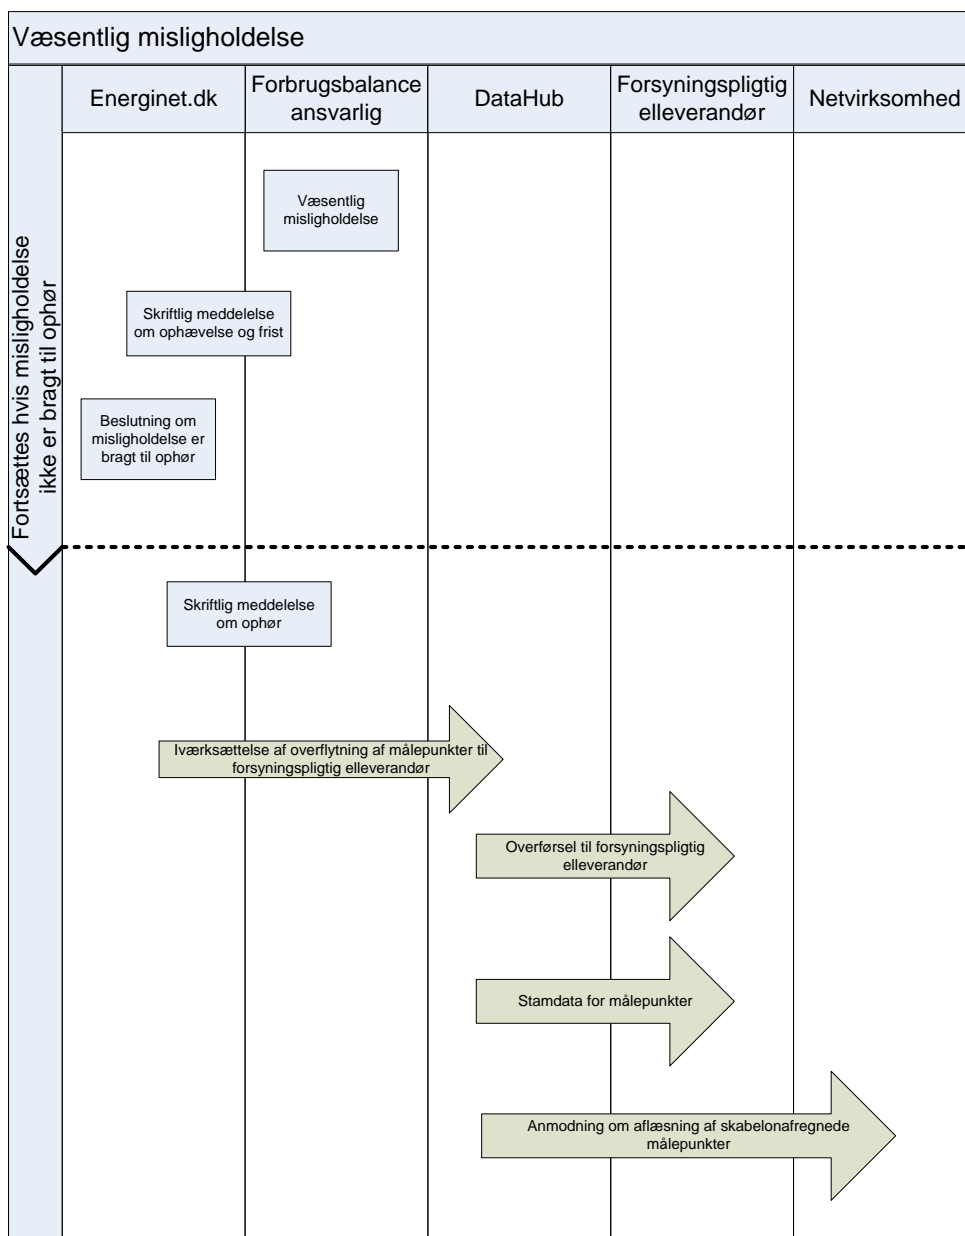 Væsentlig misligholdelse
Energinet.dk
Forbrugsbalance
ansvarlig
DataHub
Forsyningspligtig
elleverandør
Netvirksomhed
Fortsættes hvis misligholdelse
ikke er bragt til ophør
Væsentlig
misligholdelse
Skriftlig meddelelse
om ophævelse og frist
Beslutning om
misligholdelse er
bragt til ophør
Skriftlig meddelelse
om ophør
Iværksættelse af overflytning af målepunkter til
forsyningspligtig elleverandør
Overførsel til forsyningspligtig
elleverandør
Stamdata for målepunkter
Anmodning om aflæsning af skabelonafregnede
målepunkter